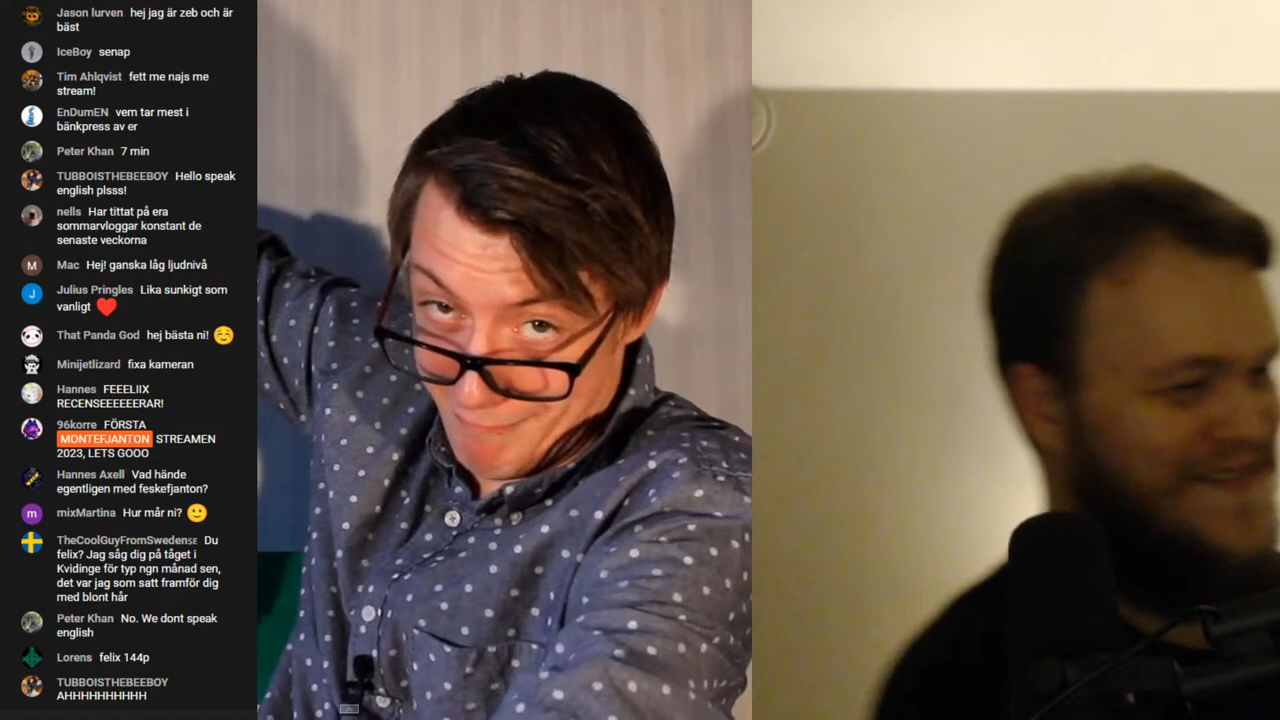 Jason lurven hej jag är zeb och är
bäst
IceBoy senap
Tim Ahlqvist fett me najs me
stream!
EnDumEN vem tar mest i
bänkpress av er
Peter Khan 7 min
TUBBOISTHEBEEBOY Hello speak
english plsss!
nells Har tittat på era
sommarvloggar konstant de
senaste veckorna
M Mac Hej! ganska låg ljudnivå
J Julius Pringles Lika sunkigt som
vanligt
That Panda God hej bästa ni!
Minijetlizard fixa kameran
Hannes FEEELIIX
RECENSEEEEEERAR!
96korre FÖRSTA
MONTEFJANTON STREAMEN
2023, LETS GOOO
Hannes Axell Vad hände
egentligen med feskefjanton?
m mixMartina Hur mår ni?
TheCoolGuyFromSwedense Du
felix? Jag såg dig på tåget i
Kvidinge för typ ngn månad sen,
det var jag som satt framför dig
med blont hår
Peter Khan No. We dont speak
english
Lorens felix 144p
TUBBOISTHEBEEBOY
AHHHHHHHHHH